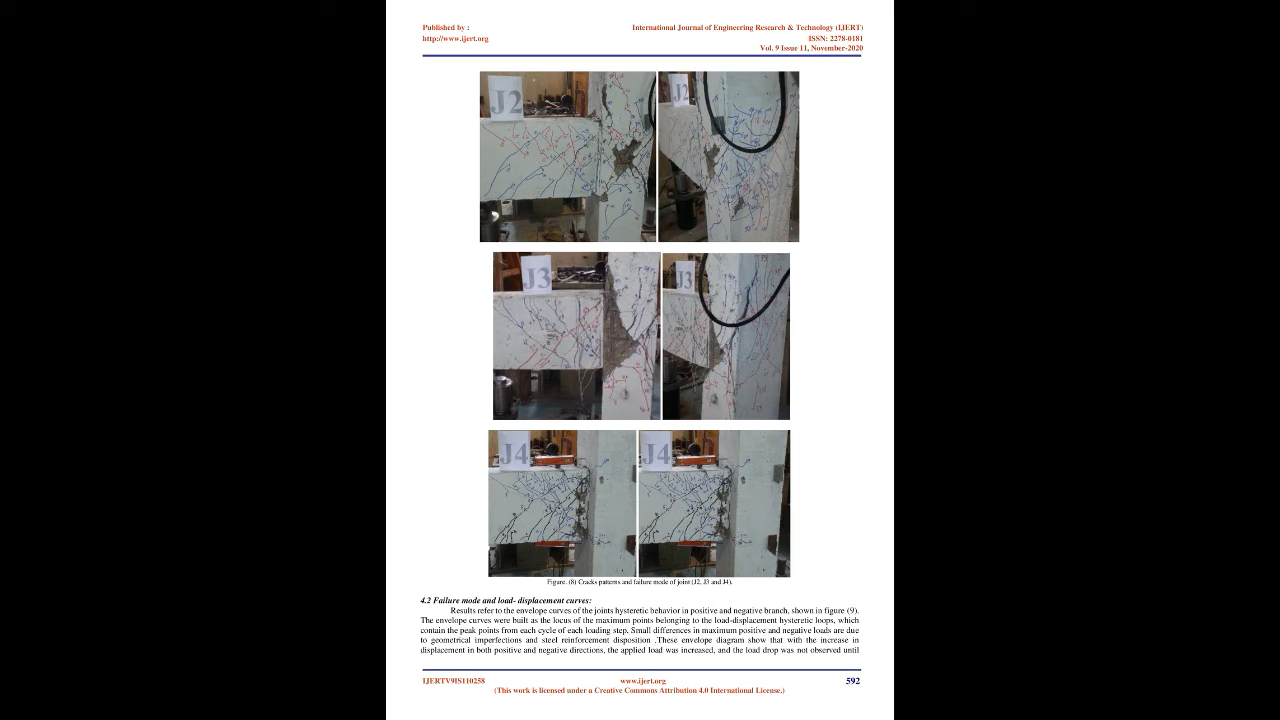 Published by :
International Journal of Engineering Research & Technology (IJERT)
http://www.ijert.org
ISSN: 2278-0181
Vol. 9 Issue 11, November-2020
J2
J2
J3
J3
J4
J4
Figure. (8) Cracks patterns and failure mode of joint (J2, J3 and J4).
4.2 Failure mode and load- displacement curves:
Results refer to the envelope curves of the joints hysteretic behavior in positive and negative branch, shown in figure (9).
The envelope curves were built as the locus of the maximum points belonging to the load-displacement hysteretic loops, which
contain the peak points from each cycle of each loading step. Small differences in maximum positive and negative loads are due
to geometrical imperfections and steel reinforcement disposition .These envelope diagram show that with the increase in
displacement in both positive and negative directions, the applied load was increased, and the load drop was not observed until
IJERTV9IS110258
www.ijert.org
592
(This work is licensed under a Creative Commons Attribution 4.0 International License.)